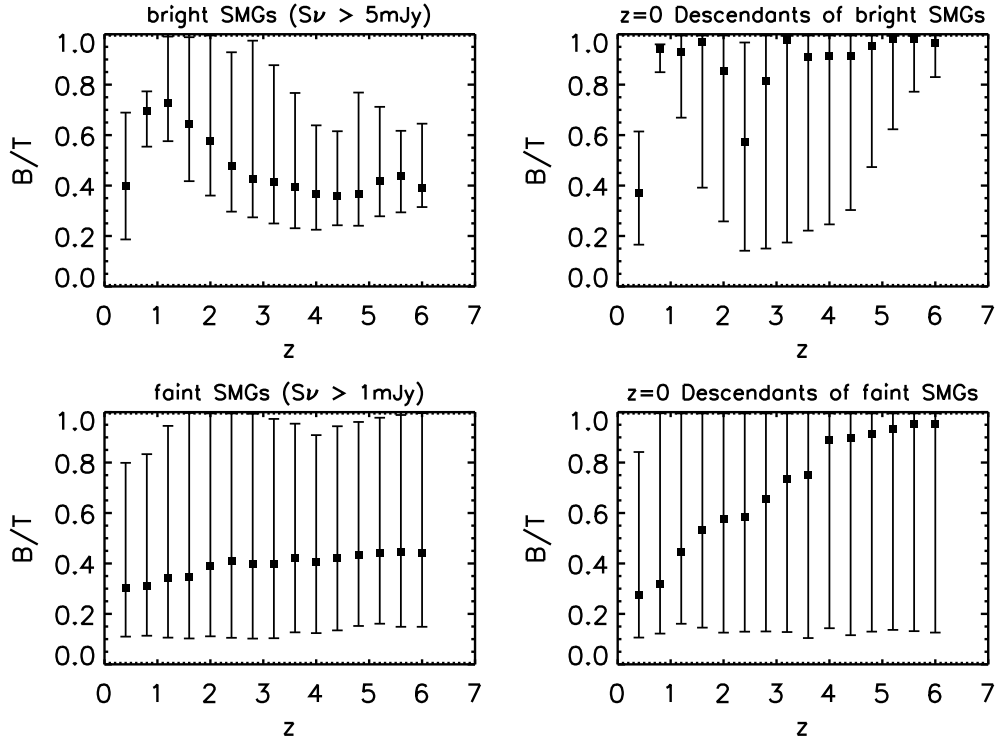 bright SMGs (Sν > 5mJy)
B/T
1.0
0.8
0.6
0.4
0.2
0.0
0 1 2 3 4 5 6 7
z
z=0 Descendants of bright SMGs
B/T
1.0
0.8
0.6
0.4
0.2
0.0
0 1 2 3 4 5 6 7
z
faint SMGs (Sν > 1mJy)
B/T
1.0
0.8
0.6
0.4
0.2
0.0
0 1 2 3 4 5 6 7
z
z=0 Descendants of faint SMGs
B/T
1.0
0.8
0.6
0.4
0.2
0.0
0 1 2 3 4 5 6 7
z